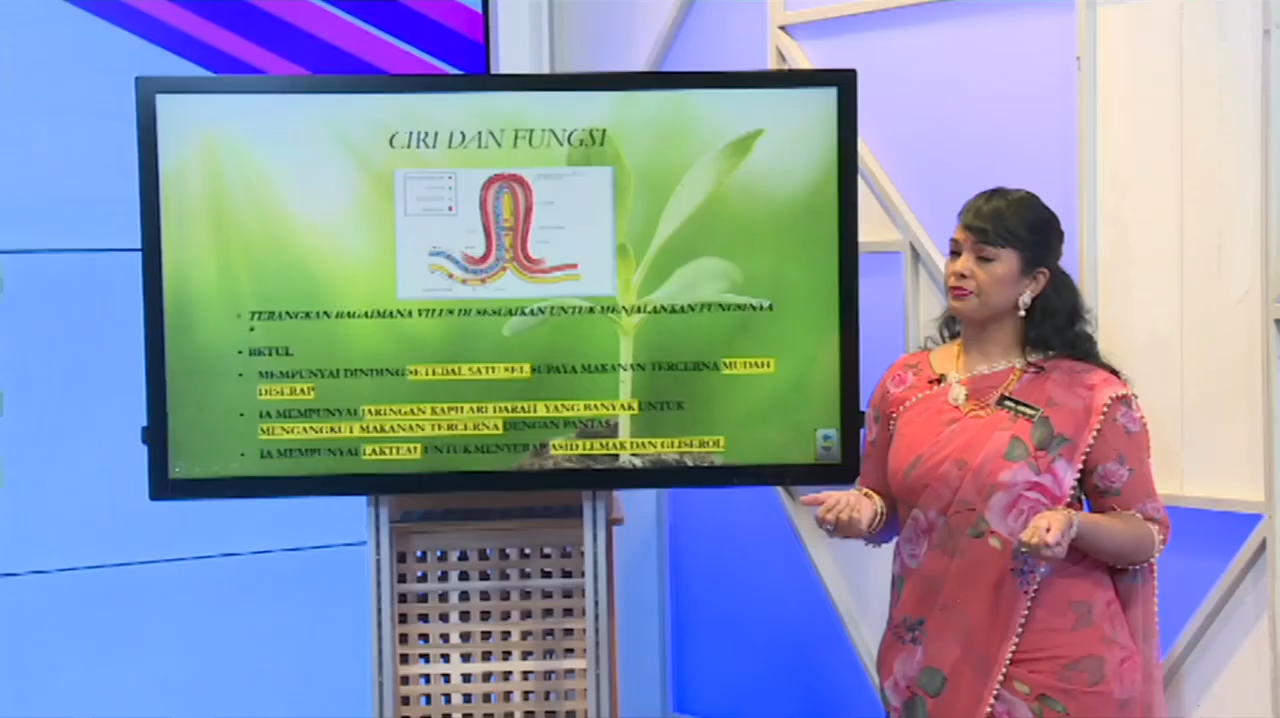 CIRI DAN FUNGSI
TERANGKAN BAGAIMANA VILUS DI SESUAIKAN UNTUK MENJALANKAN FUNGSINYA
?
BETUL
MEMPUNYAI DINDING SETEBAL SATU SEL SUPAYA MAKANAN TERCERNA MUDAH
DISERAP
IA MEMPUNYAI JARINGAN KAPILARI DARAH YANG BANYAK UNTUK
MENGANGKUT MAKANAN TERCERNA DENGAN PANTAS
IA MEMPUNYAI LAKTEAL UNTUK MENYERAP ASID LEMAK DAN GLISEROL